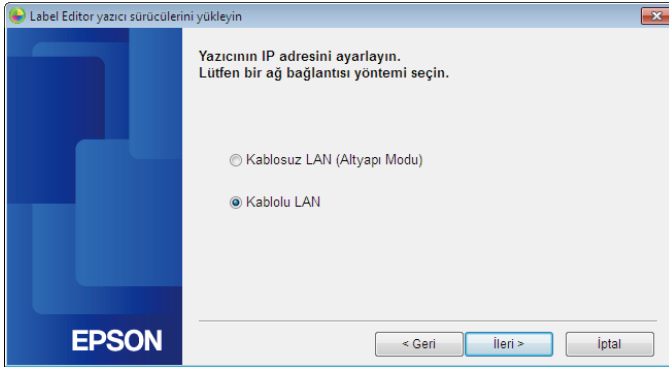 Label Editor yazıcı sürücülerini yükleyin
Yazıcının IP adresini ayarlayın.
Lütfen bir ağ bağlantısı yöntemi seçin.
Kablosuz LAN (Altyapı Modu)
Kablolu LAN
EPSON
< Geri
İleri >
İptal